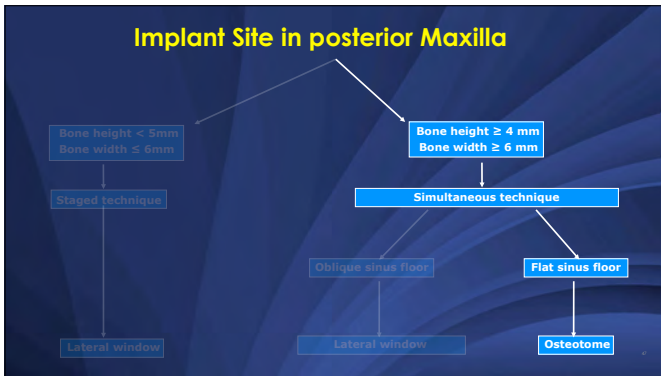 Implant Site in posterior Maxilla
Bone height < 5mm
Bone width ≤ 6mm
Bone height ≥ 4 mm
Bone width ≥ 6 mm
Staged technique
Simultaneous technique
Oblique sinus floor
Flat sinus floor
Lateral window
Lateral window
Osteotome